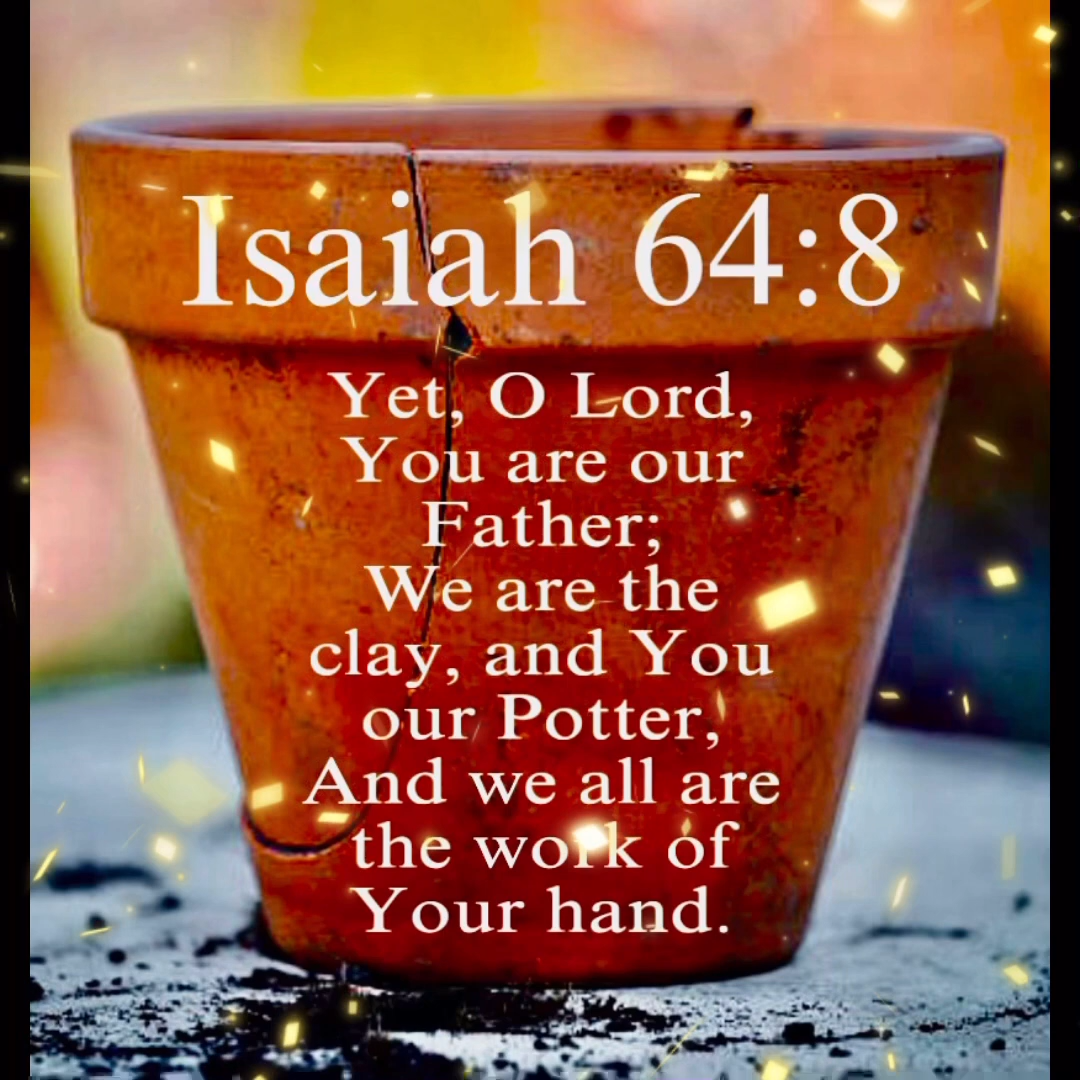 Isaiah 64:8
Yet, O Lord,
You are our
Father;
We are the
clay, and You
our Potter,
And we all are
the work of
Your hand.